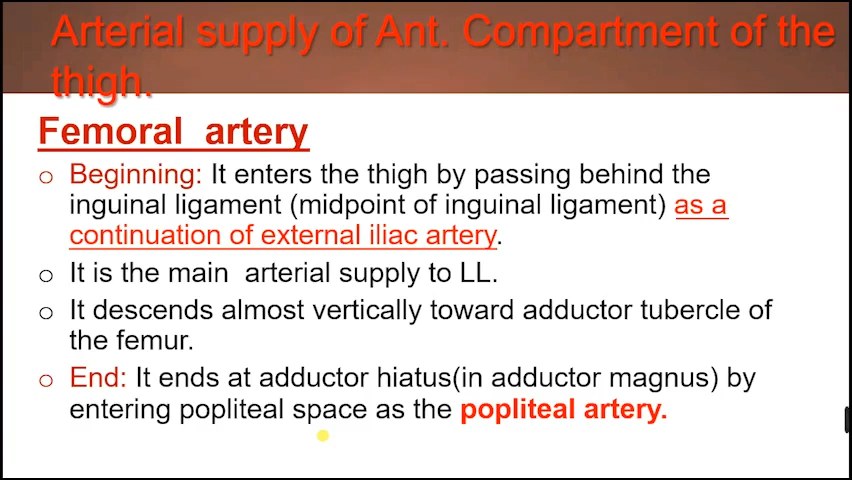 Arterial supply of Ant. Compartment of the
thigh.
Femoral artery
Beginning: It enters the thigh by passing behind the
inguinal ligament (midpoint of inguinal ligament) as a
continuation of external iliac artery.
It is the main arterial supply to LL.
It descends almost vertically toward adductor tubercle of
the femur.
End: It ends at adductor hiatus(in adductor magnus) by
entering popliteal space as the popliteal artery.